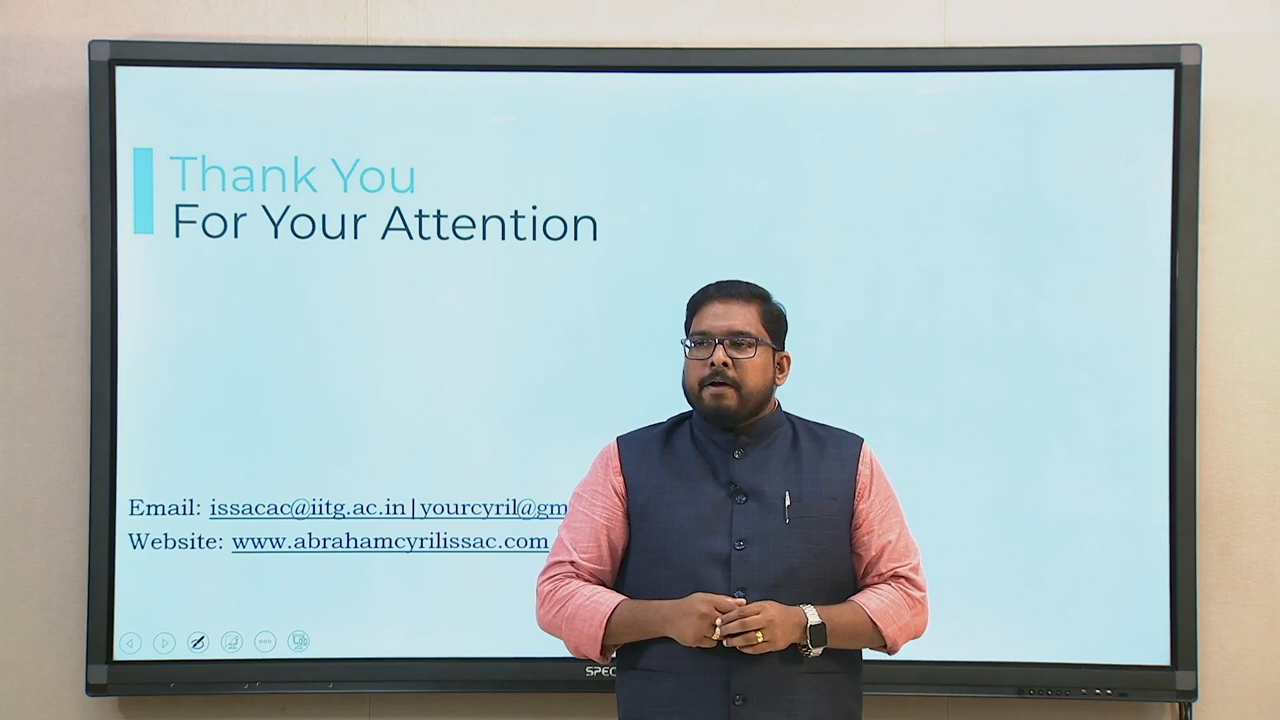 Thank You
For Your Attention
Email: issacac@iitg.ac.in|yourcyril@gm
Website: www.abrahamcyrilissac.com
SPEC